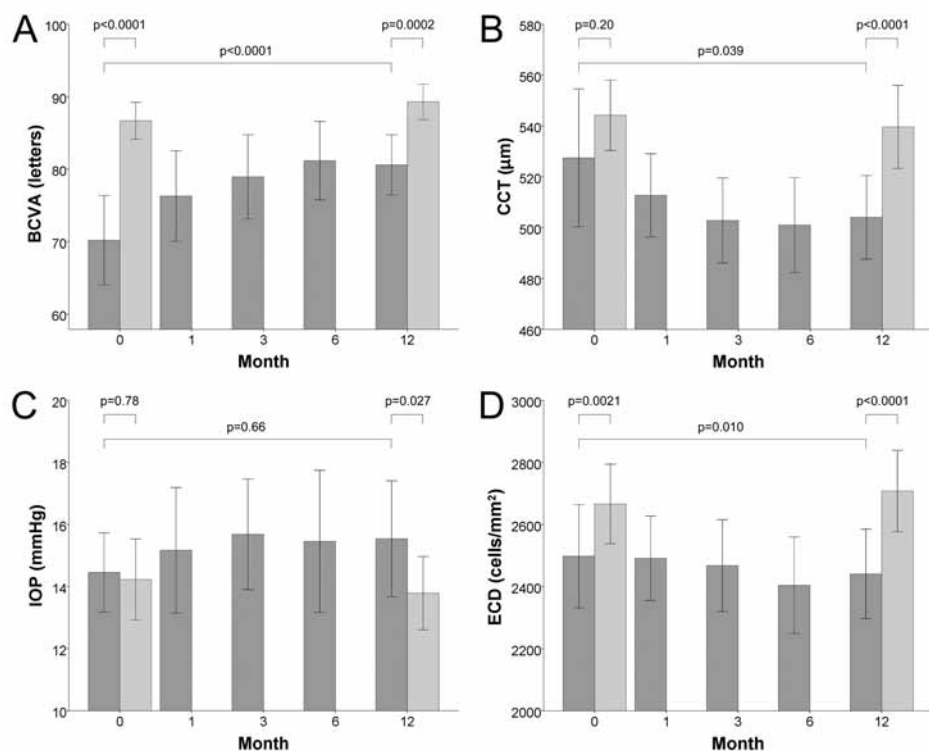 A
p<0.0001
p=0.0002
p<0.0001
BCVA (letters)
100
90
80
70
60
0 1 3 6 12
Month
B
p=0.20
p<0.0001
p=0.039
CCT (µm)
560
540
520
500
480
460
0 1 3 6 12
Month
C
p=0.78
p=0.027
p=0.66
IOP (mmHg)
20
18
16
14
12
10
0 1 3 6 12
Month
D
p=0.0021
p<0.0001
p=0.010
ECD (cells/mm²)
3000
2800
2600
2400
2200
2000
0 1 3 6 12
Month